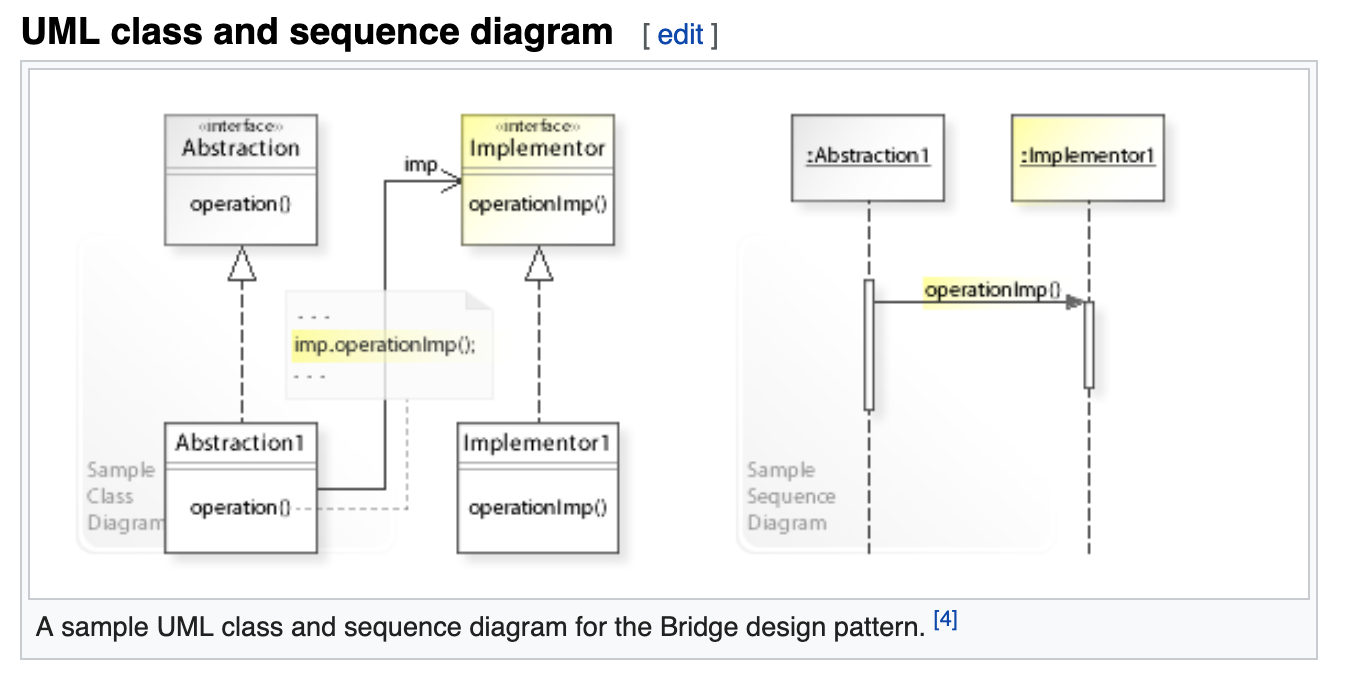 UML class and sequence diagram [ edit ]
«interface»
Abstraction
operation()
imp
«interface»
Implementor
operationImp()
- - -
imp.operationImp();
- - -
Abstraction1
operation()
Implementor1
operationImp()
Sample
Class
Diagram
:Abstraction1
:Implementor1
operationImp()
Sample
Sequence
Diagram
A sample UML class and sequence diagram for the Bridge design pattern. [4]